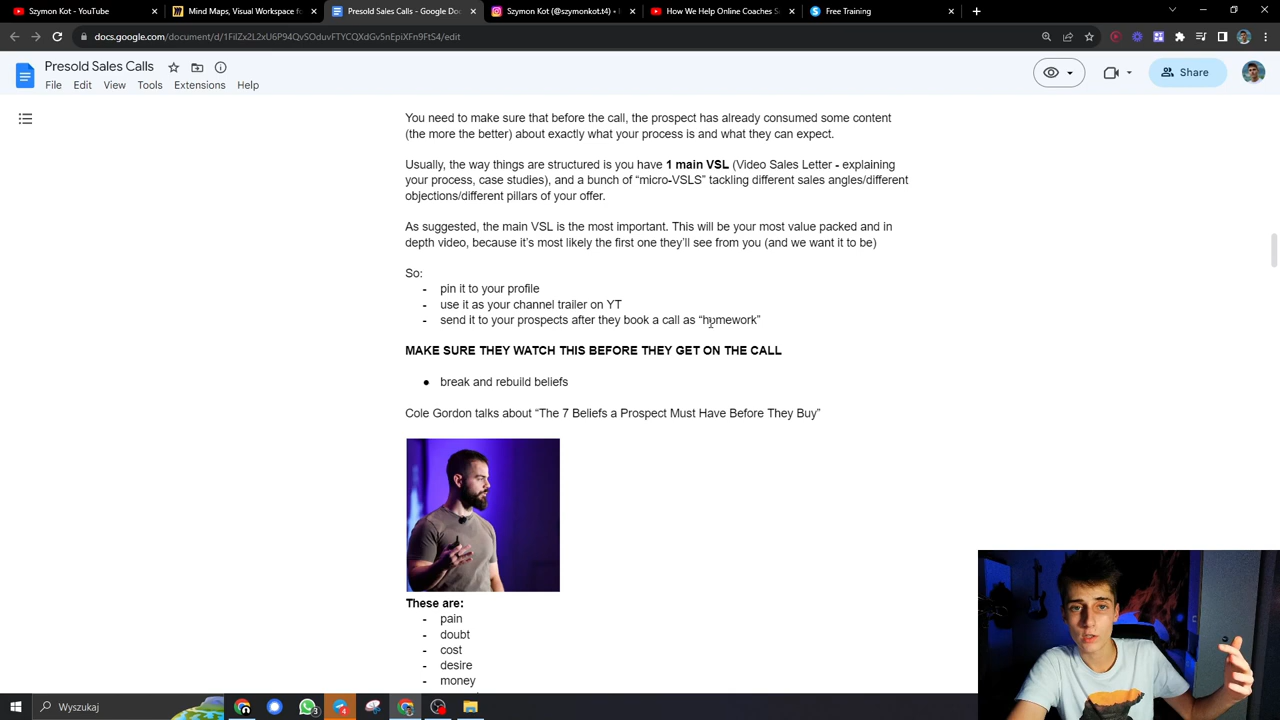 Szymon Kot - YouTube
Mind Maps, Visual Workspace fo
Presold Sales Calls - Google Doc
Szymon Kot (@szymonkot.t4) •
How We Help Online Coaches S
Free Training
docs.google.com/document/d/
Presold Sales Calls
File Edit View Tools Extensions Help
Share
You need to make sure that before the call, the prospect has already consumed some content
(the more the better) about exactly what your process is and what they can expect.
Usually, the way things are structured is you have 1 main VSL (Video Sales Letter - explaining
your process, case studies), and a bunch of “micro-VSLS” tackling different sales angles/different
objections/different pillars of your offer.
As suggested, the main VSL is the most important. This will be your most value packed and in
depth video, because it’s most likely the first one they’ll see from you (and we want it to be)
So:
- pin it to your profile
- use it as your channel trailer on YT
- send it to your prospects after they book a call as “homework”
MAKE SURE THEY WATCH THIS BEFORE THEY GET ON THE CALL
● break and rebuild beliefs
Cole Gordon talks about “The 7 Beliefs a Prospect Must Have Before They Buy”
These are:
- pain
- doubt
- cost
- desire
- money
Wyszukaj